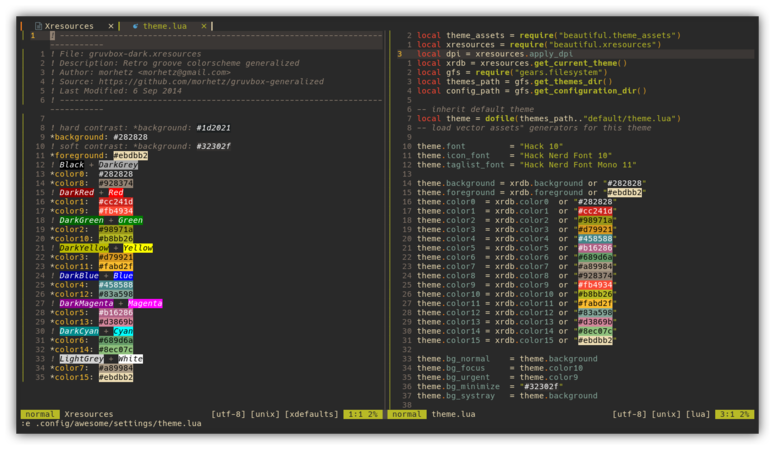 Xresources ✕ theme.lua ✕
1 ! ------------------------------------------------------------------------
-----------
1 ! File: gruvbox-dark.xresources
2 ! Description: Retro groove colorscheme generalized
3 ! Author: morhetz <morhetz@gmail.com>
4 ! Source: https://github.com/morhetz/gruvbox-generalized
5 ! Last Modified: 6 Sep 2014
6 ! ------------------------------------------------------------------------
-----------
7
8 ! hard contrast: *background: #1d2021
9 *background: #282828
10 ! soft contrast: *background: #32302f
11 *foreground: #ebdbb2
12 ! Black + DarkGrey
13 *color0: #282828
14 *color8: #928374
15 ! DarkRed + Red
16 *color1: #cc241d
17 *color9: #fb4934
18 ! DarkGreen + Green
19 *color2: #98971a
20 *color10: #b8bb26
21 ! DarkYellow + Yellow
22 *color3: #d79921
23 *color11: #fabd2f
24 ! DarkBlue + Blue
25 *color4: #458588
26 *color12: #83a598
27 ! DarkMagenta + Magenta
28 *color5: #b16286
29 *color13: #d3869b
30 ! DarkCyan + Cyan
31 *color6: #689d6a
32 *color14: #8ec07c
33 ! LightGrey + White
34 *color7: #a89984
35 *color15: #ebdbb2
normal Xresources [utf-8] [unix] [xdefaults] 1:1 2%
:e .config/awesome/settings/theme.lua
2 local theme_assets = require("beautiful.theme_assets")
1 local xresources = require("beautiful.xresources")
3 local dpi = xresources.apply_dpi
1 local xrdb = xresources.get_current_theme()
2 local gfs = require("gears.filesystem")
3 local themes_path = gfs.get_themes_dir()
4 local config_path = gfs.get_configuration_dir()
5
6 -- inherit default theme
7 local theme = dofile(themes_path.."default/theme.lua")
8 -- load vector assets' generators for this theme
9
10 theme.font = "Hack 10"
11 theme.icon_font = "Hack Nerd Font 10"
12 theme.taglist_font = "Hack Nerd Font Mono 11"
13
14 theme.background = xrdb.background or "#282828"
15 theme.foreground = xrdb.foreground or "#ebdbb2"
16 theme.color0 = xrdb.color0 or "#282828"
17 theme.color1 = xrdb.color1 or "#cc241d"
18 theme.color2 = xrdb.color2 or "#98971a"
19 theme.color3 = xrdb.color3 or "#d79921"
20 theme.color4 = xrdb.color4 or "#458588"
21 theme.color5 = xrdb.color5 or "#b16286"
22 theme.color6 = xrdb.color6 or "#689d6a"
23 theme.color7 = xrdb.color7 or "#a89984"
24 theme.color8 = xrdb.color8 or "#928374"
25 theme.color9 = xrdb.color9 or "#fb4934"
26 theme.color10 = xrdb.color10 or "#b8bb26"
27 theme.color11 = xrdb.color11 or "#fabd2f"
28 theme.color12 = xrdb.color12 or "#83a598"
29 theme.color13 = xrdb.color13 or "#d3869b"
30 theme.color14 = xrdb.color14 or "#8ec07c"
31 theme.color15 = xrdb.color15 or "#ebdbb2"
32
33 theme.bg_normal = theme.background
34 theme.bg_focus = theme.color10
35 theme.bg_urgent = theme.color9
36 theme.bg_minimize = "#32302f"
37 theme.bg_systray = theme.background
38
normal theme.lua [utf-8] [unix] [lua] 3:1 2%